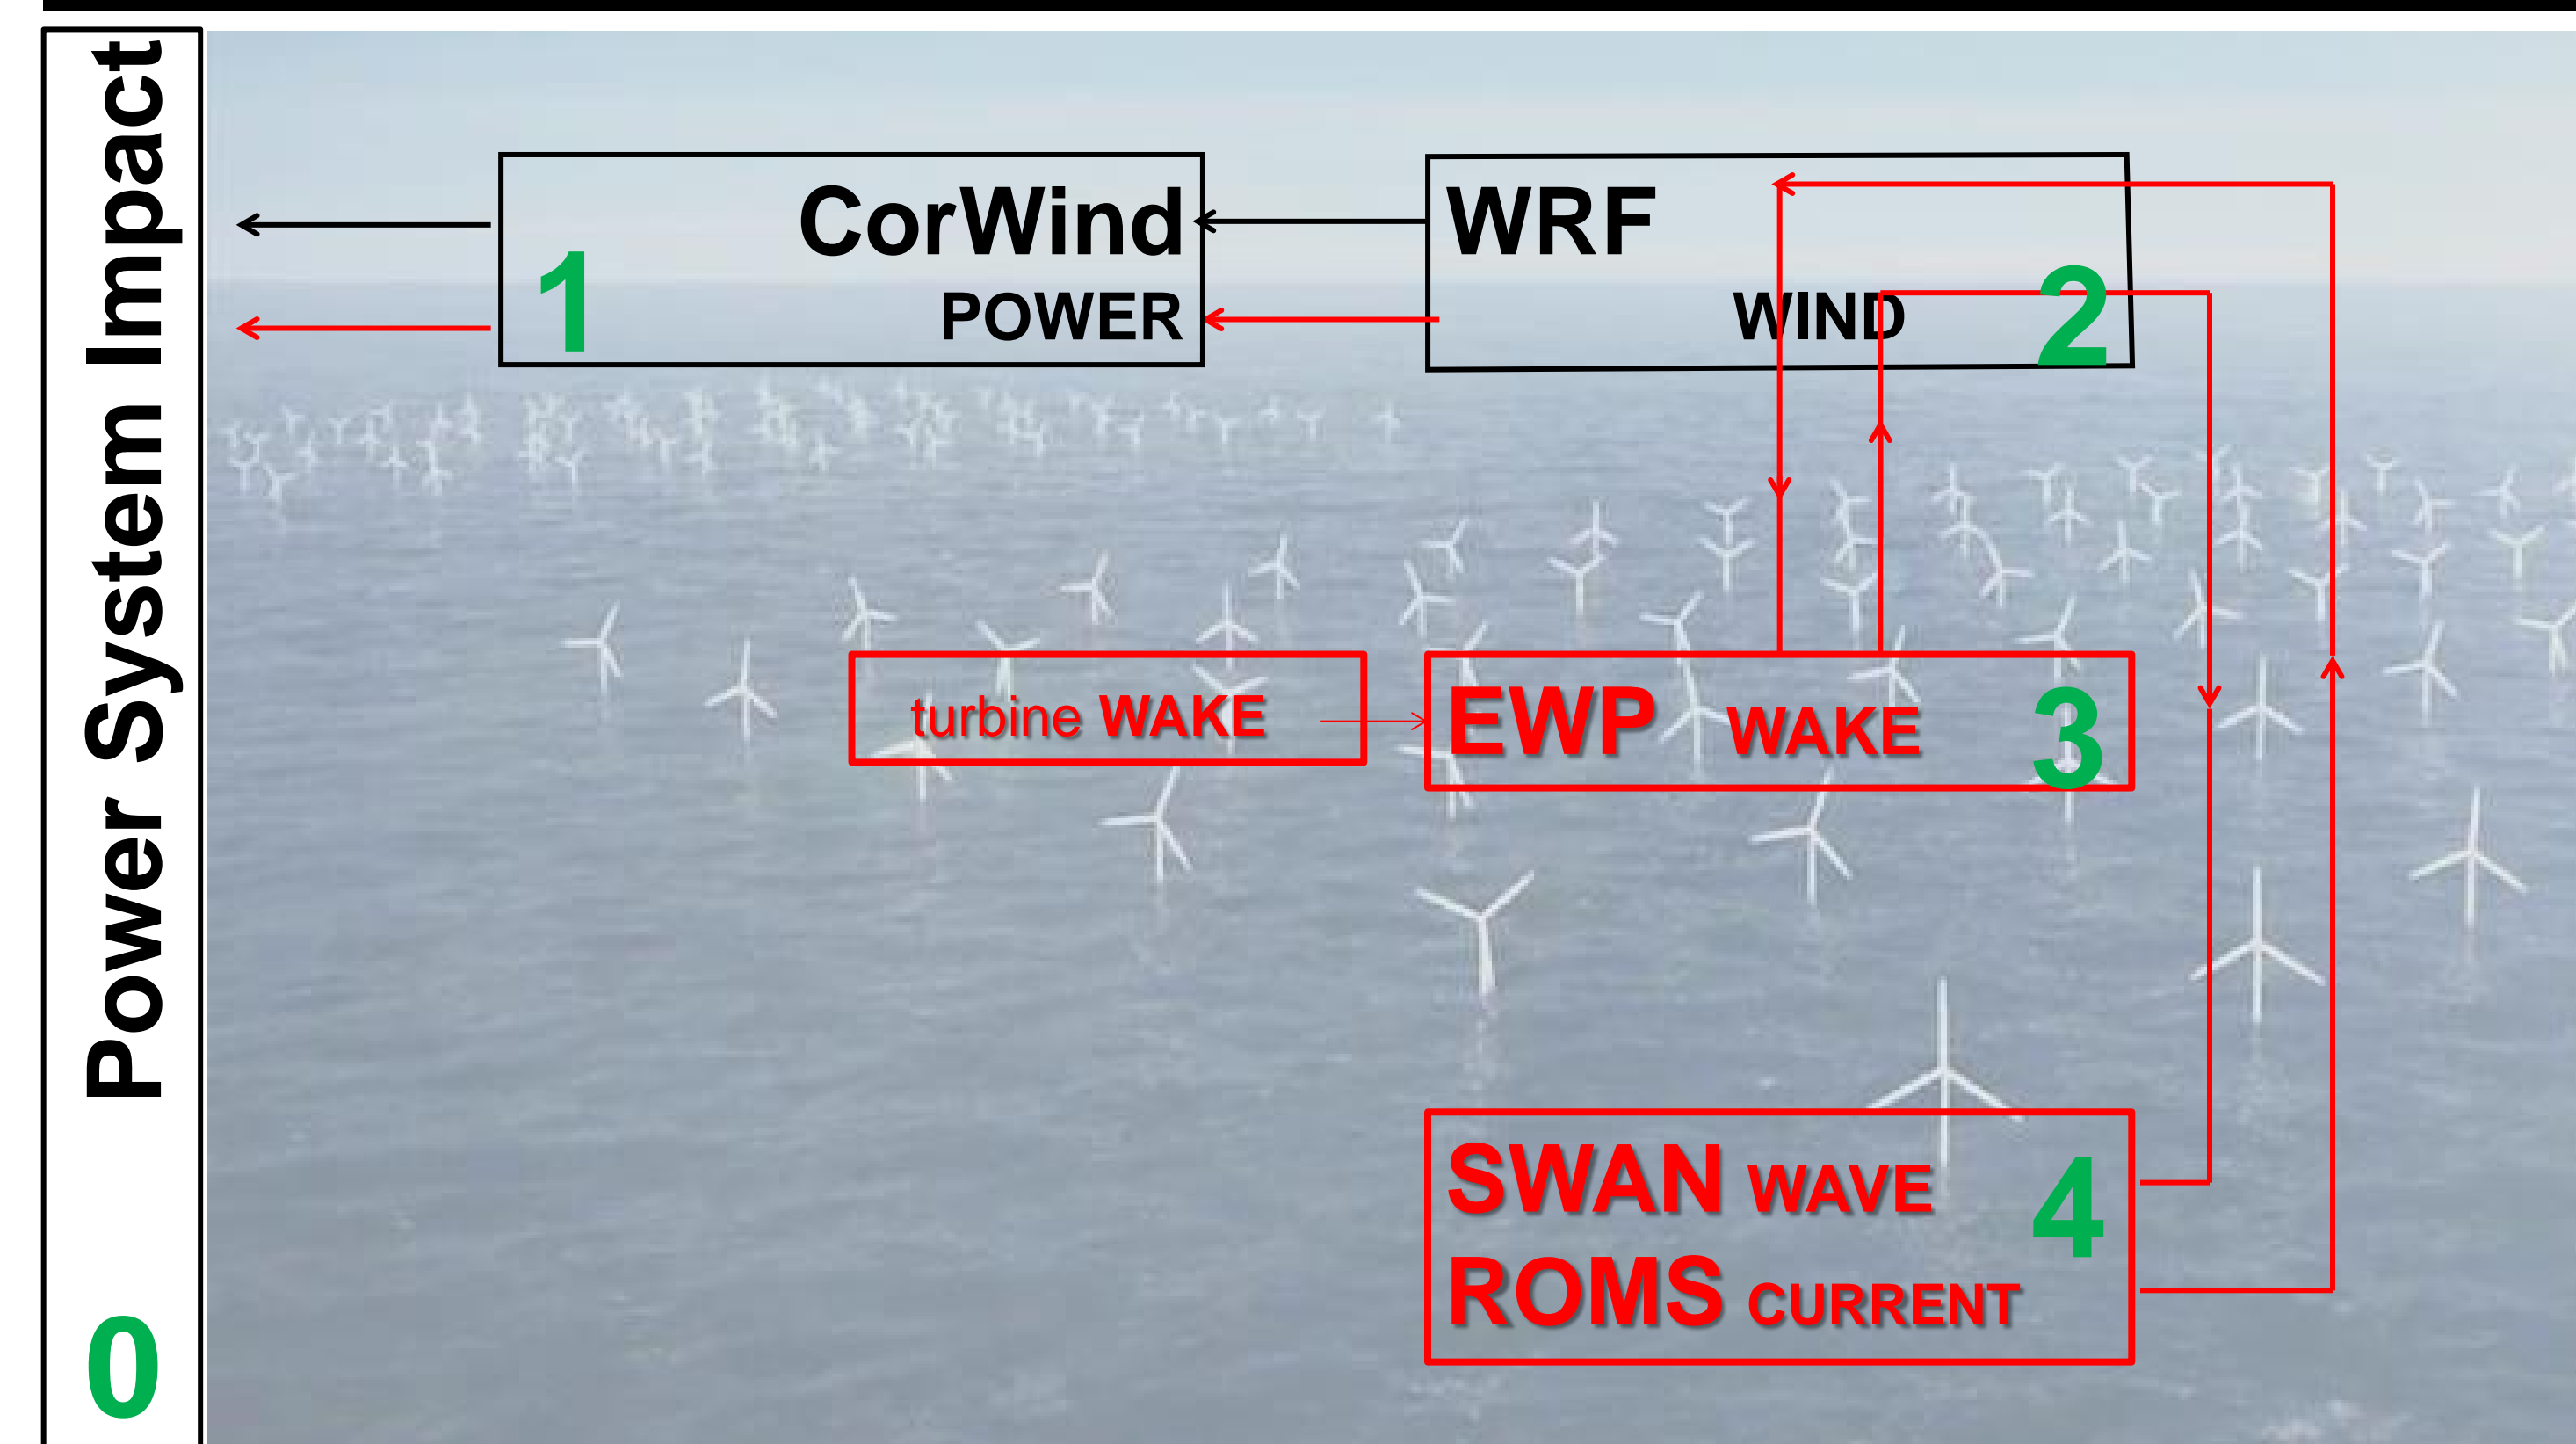 Power System Impact
0
CorWind
POWER
1
WRF
WIND
2
turbine WAKE
EWP WAKE
3
SWAN WAVE
ROMS CURRENT
4